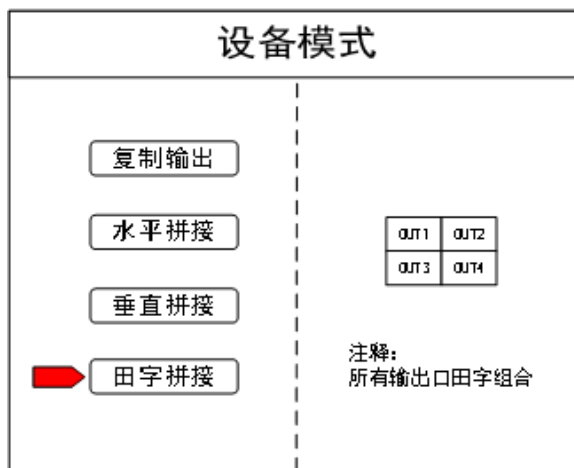 设备模式
复制输出
水平拼接
垂直拼接
田字拼接
OUT1 OUT2
OUT3 OUT4
注释：
所有输出口田字组合